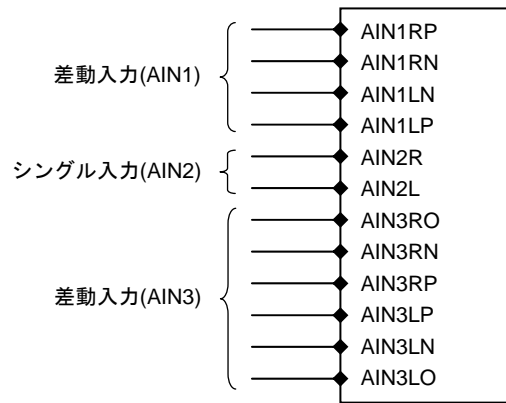 差動入力(AIN1)
シングル入力(AIN2)
差動入力(AIN3)
AIN1RP
AIN1RN
AIN1LN
AIN1LP
AIN2R
AIN2L
AIN3RO
AIN3RN
AIN3RP
AIN3LP
AIN3LN
AIN3LO